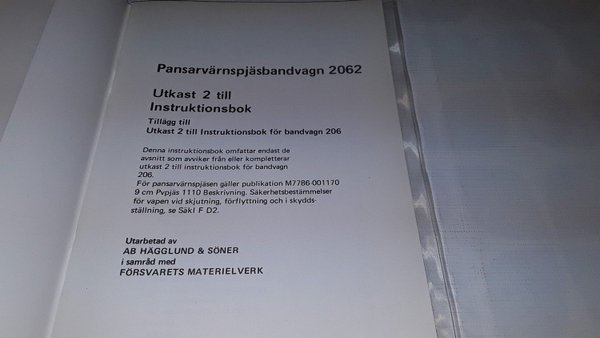 Pansarvärnspjäsbandvagn 2062
Utkast 2 till
Instruktionsbok
Tillägg till
Utkast 2 till Instruktionsbok för bandvagn 206
Denna instruktionsbok omfattar endast de
avsnitt som avviker från eller kompletterar
utkast 2 till instruktionsbok för bandvagn
206.
För pansarvärnspjäsen gäller publikation M7786-001170
9 cm Pvpjäs 1110 Beskrivning. Säkerhetsbestämmelser
för vapen vid skjutning, förflyttning och i skydds-
ställning, se SäkI F D2.
Utarbetad av
AB HÄGGLUND & SÖNER
i samråd med
FÖRSVARETS MATERIELVERK